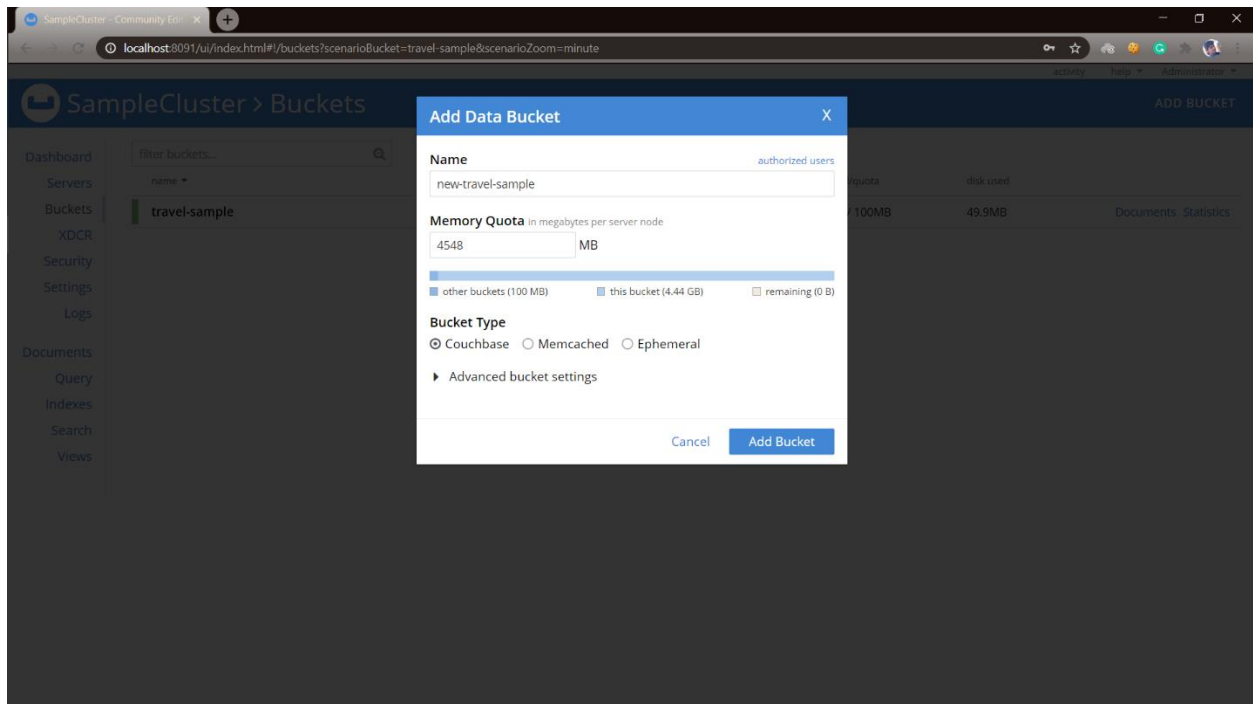 SampleCluster - Community Edi
localhost:8091/ui/index.html#!/buckets?scenarioBucket=travel-sample&scenarioZoom=minute
activity help Administrator
SampleCluster > Buckets
ADD BUCKET
Dashboard
Servers
Buckets
XDCR
Security
Settings
Logs
Documents
Query
Indexes
Search
Views
filter buckets...
name
/quota
disk used
travel-sample
/ 100MB
49.9MB
Documents Statistics
Add Data Bucket
X
Name
authorized users
new-travel-sample
Memory Quota in megabytes per server node
4548 MB
other buckets (100 MB) this bucket (4.44 GB) remaining (0 B)
Bucket Type
Couchbase Memcached Ephemeral
Advanced bucket settings
Cancel Add Bucket